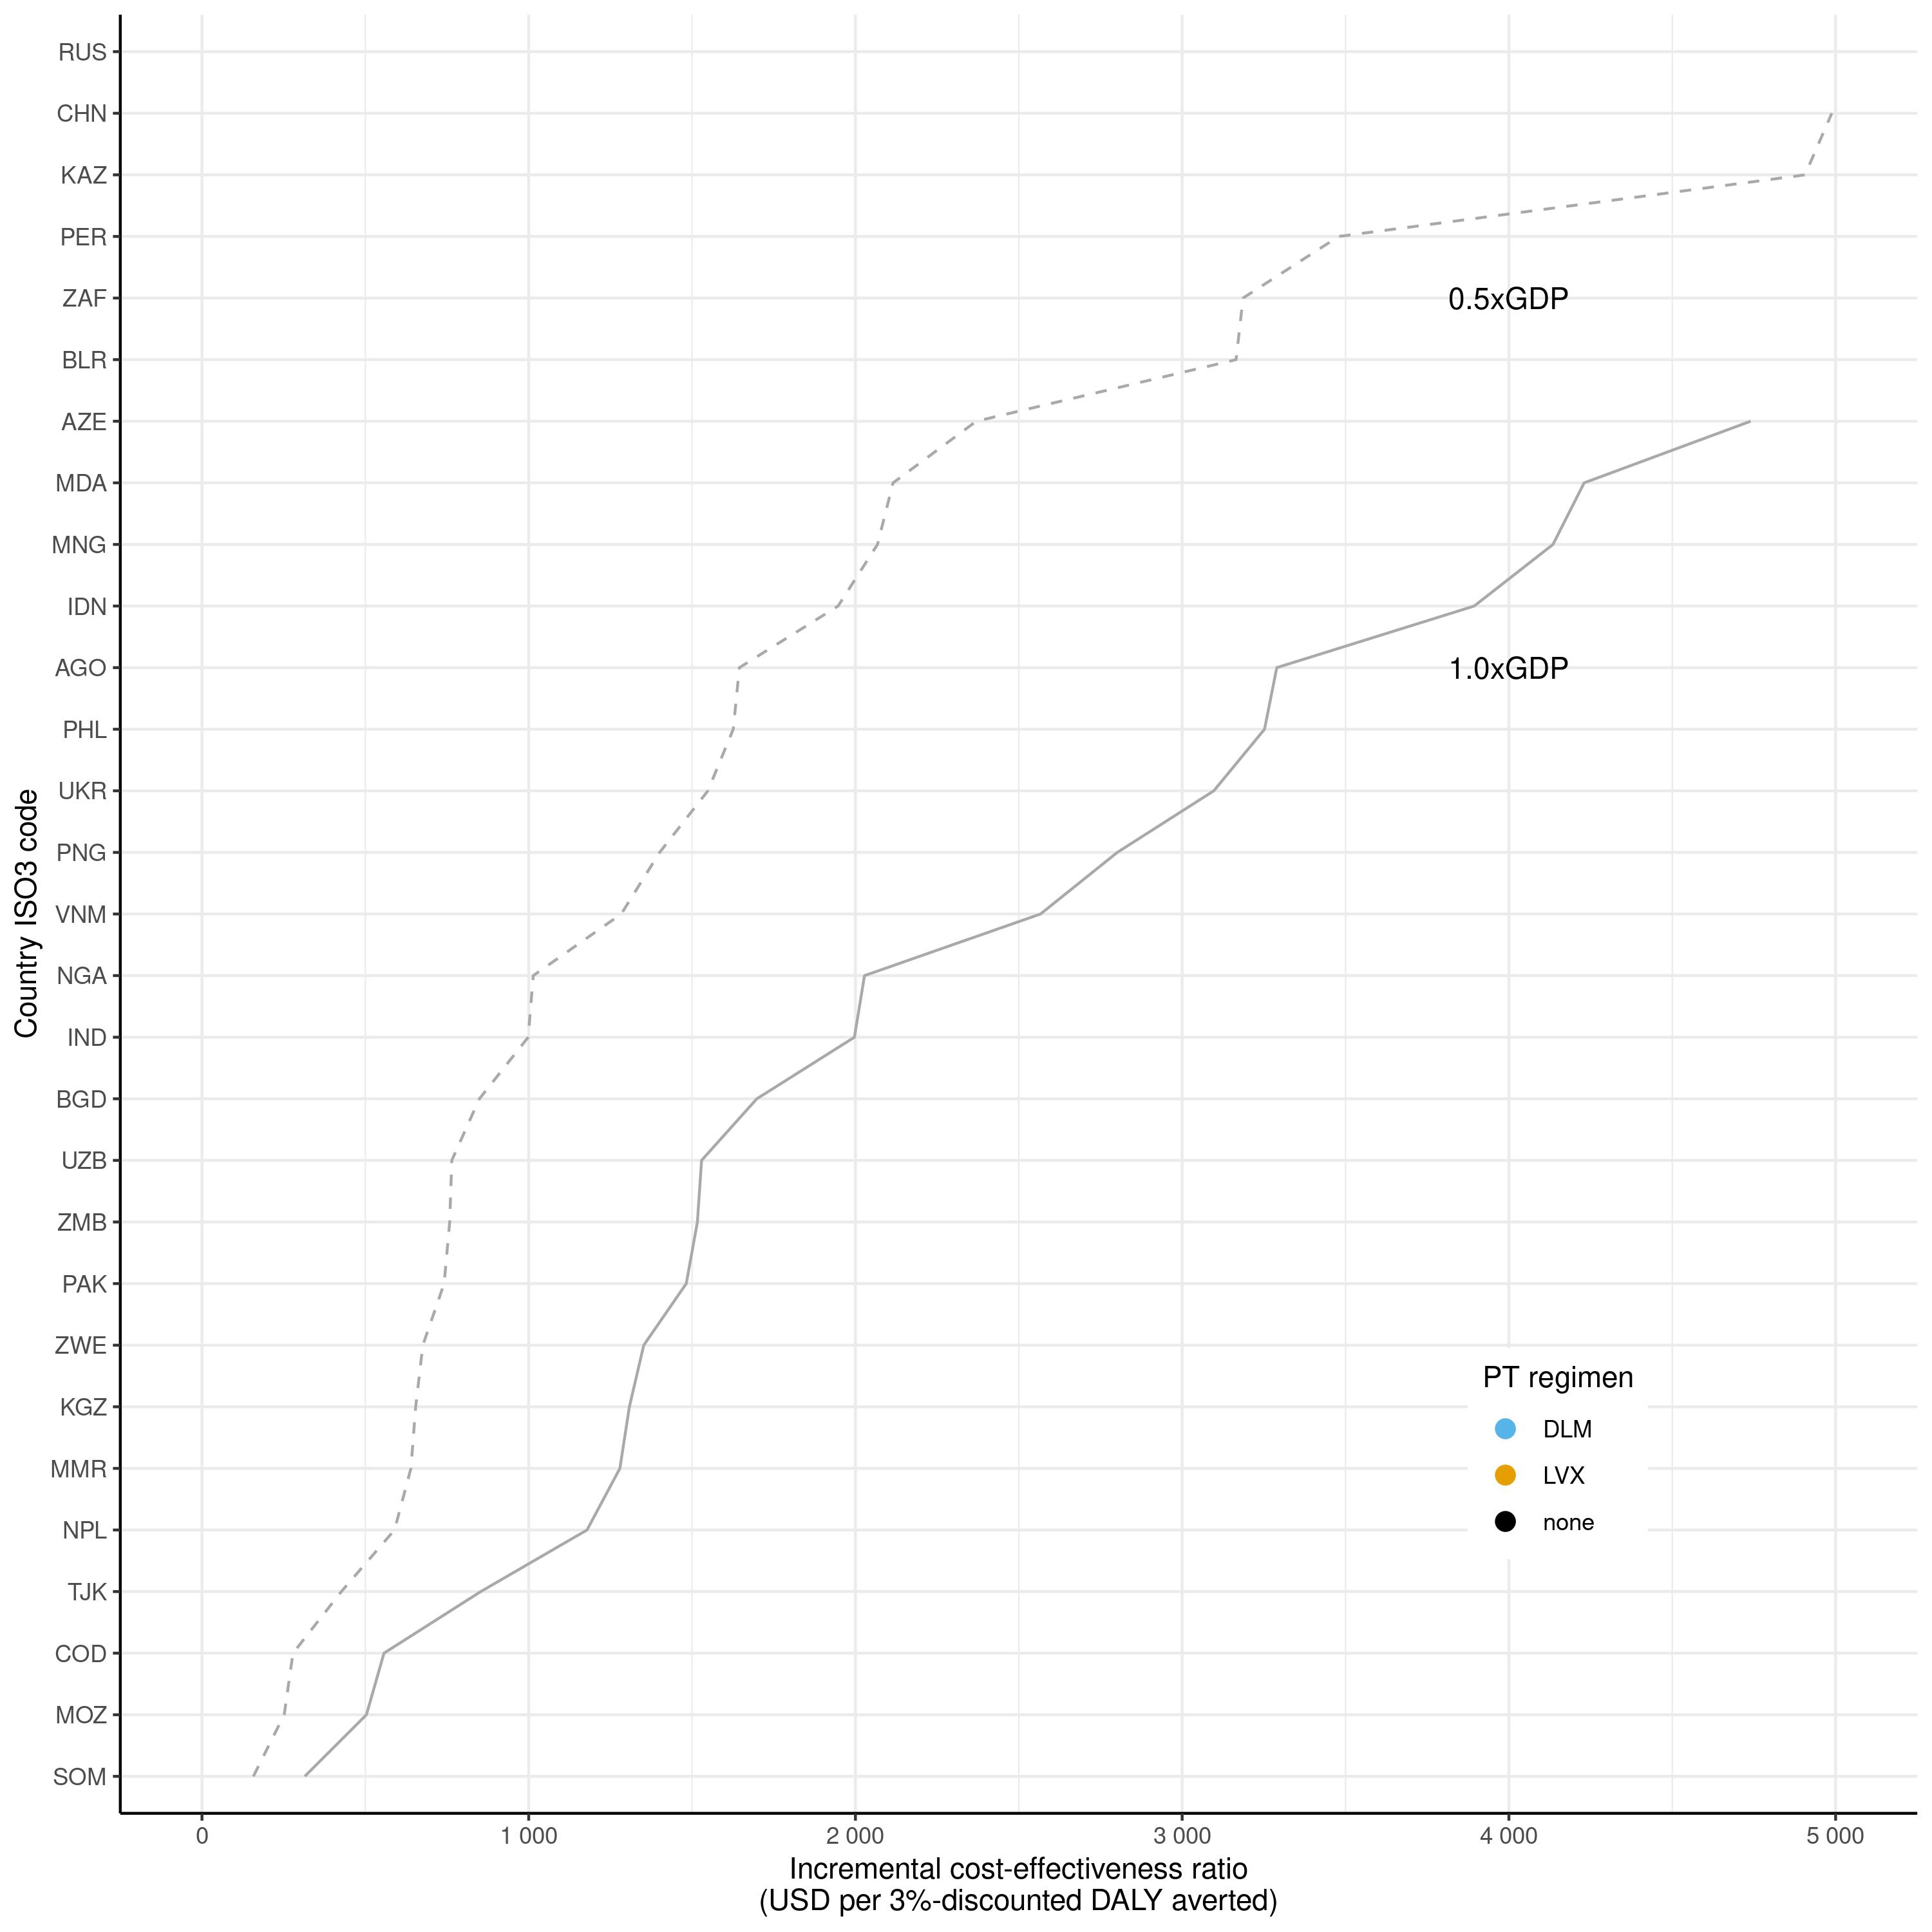 RUS
CHN
KAZ
PER
ZAF
0.5xGDP
BLR
AZE
MDA
MNG
IDN
AGO
1.0xGDP
PHL
UKR
PNG
VNM
NGA
IND
BGD
UZB
ZMB
PAK
ZWE
KGZ
MMR
NPL
TJK
COD
MOZ
SOM
Country ISO3 code
PT regimen
DLM
LVX
none
0 1 000 2 000 3 000 4 000 5 000
Incremental cost-effectiveness ratio
(USD per 3%-discounted DALY averted)